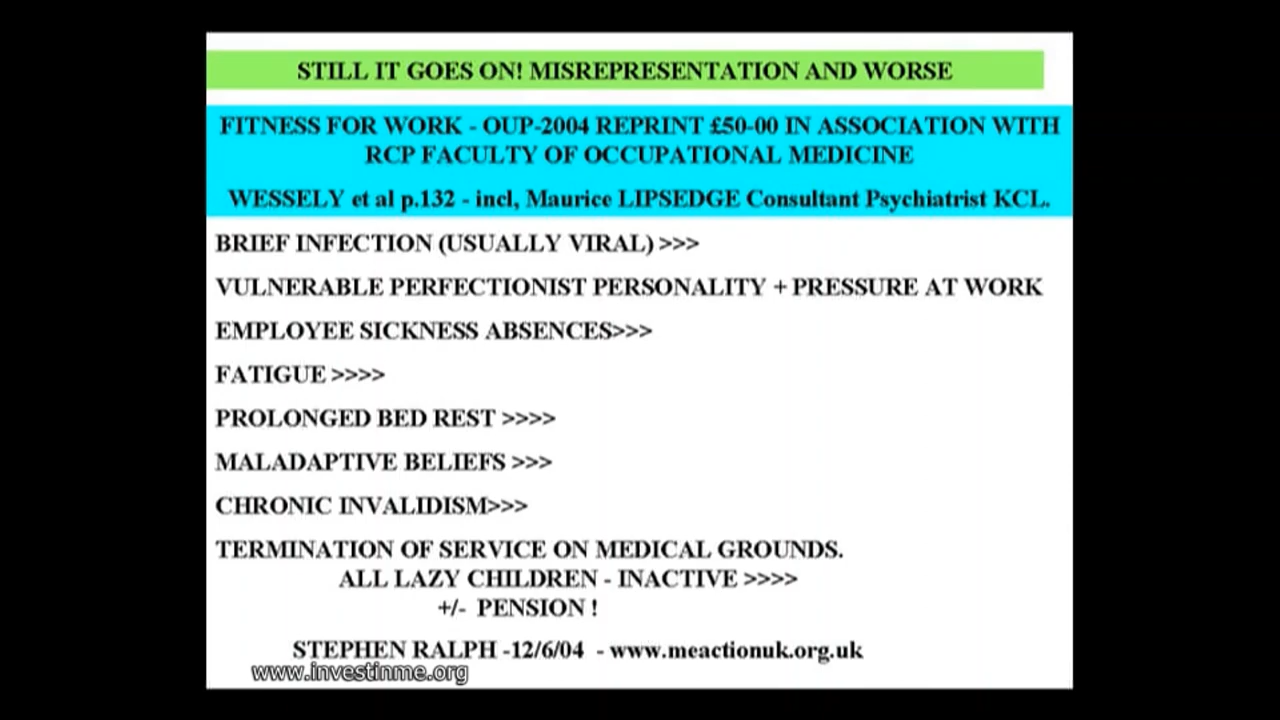 STILL IT GOES ON! MISREPRESENTATION AND WORSE
FITNESS FOR WORK - OUP-2004 REPRINT £50-00 IN ASSOCIATION WITH
RCP FACULTY OF OCCUPATIONAL MEDICINE
WESSELY et al p.132 - incl, Maurice LIPSEDGE Consultant Psychiatrist KCL.
BRIEF INFECTION (USUALLY VIRAL) >>>
VULNERABLE PERFECTIONIST PERSONALITY + PRESSURE AT WORK
EMPLOYEE SICKNESS ABSENCES>>>
FATIGUE >>>>
PROLONGED BED REST >>>>
MALADAPTIVE BELIEFS >>>
CHRONIC INVALIDISM>>>
TERMINATION OF SERVICE ON MEDICAL GROUNDS.
ALL LAZY CHILDREN - INACTIVE >>>>
+/- PENSION !
STEPHEN RALPH -12/6/04 - www.meactionuk.org.uk
www.investinme.org